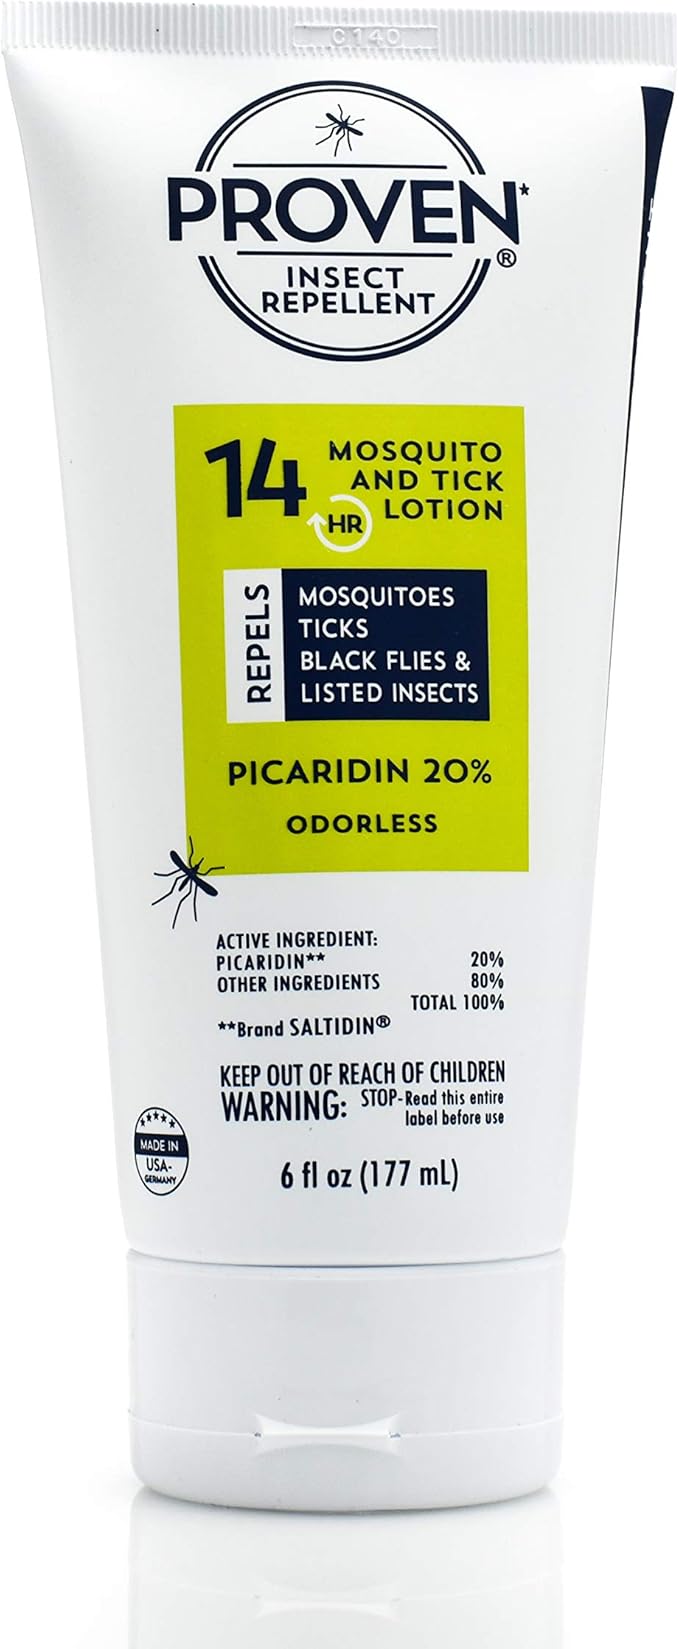 C140
PROVEN*®
INSECT
REPELLENT
14 HR
MOSQUITO
AND TICK
LOTION
REPELS
MOSQUITOES
TICKS
BLACK FLIES &
LISTED INSECTS
PICARIDIN 20%
ODORLESS
ACTIVE INGREDIENT:
PICARIDIN** 20%
OTHER INGREDIENTS 80%
TOTAL 100%
**Brand SALTIDIN®
KEEP OUT OF REACH OF CHILDREN
WARNING: STOP-Read this entire
label before use
MADE IN
USA-
GERMANY
6 fl oz (177 mL)